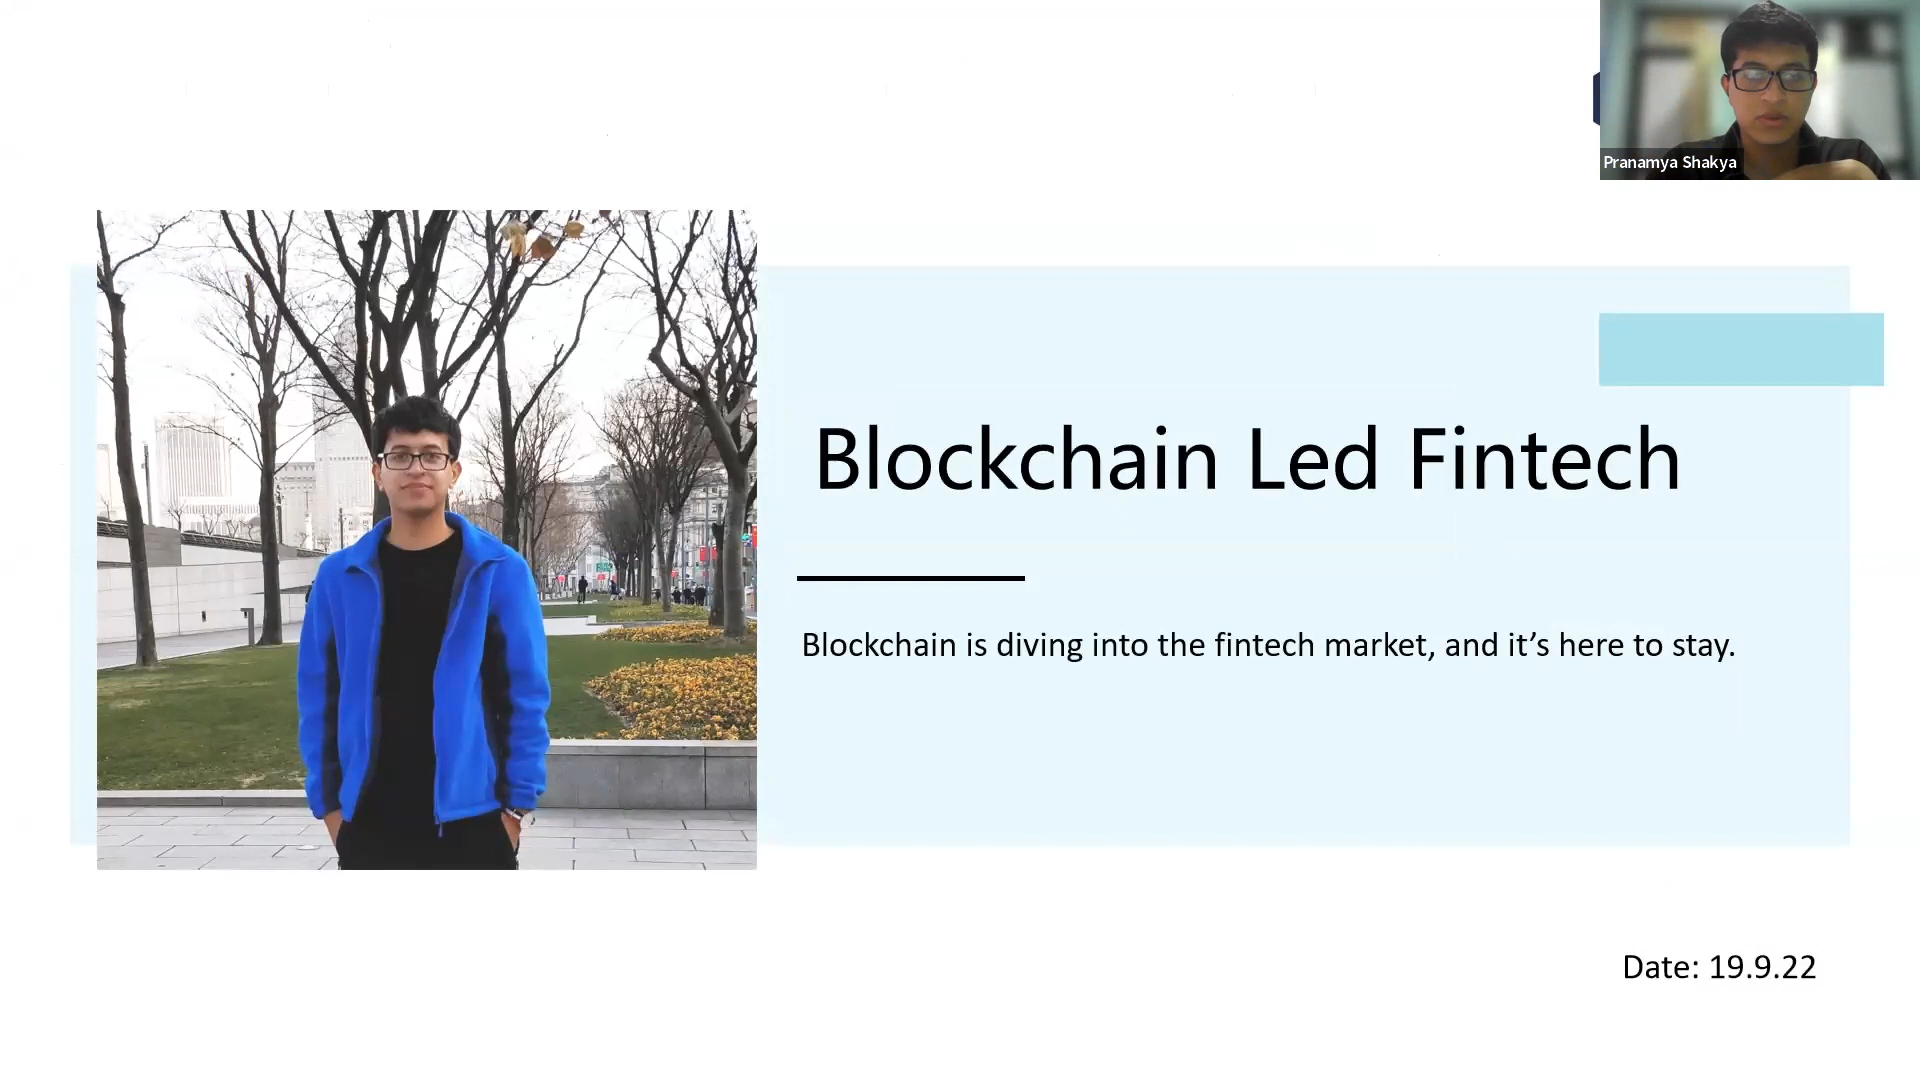 Pranamya Shakya
Blockchain Led Fintech
Blockchain is diving into the fintech market, and it’s here to stay.
Date: 19.9.22